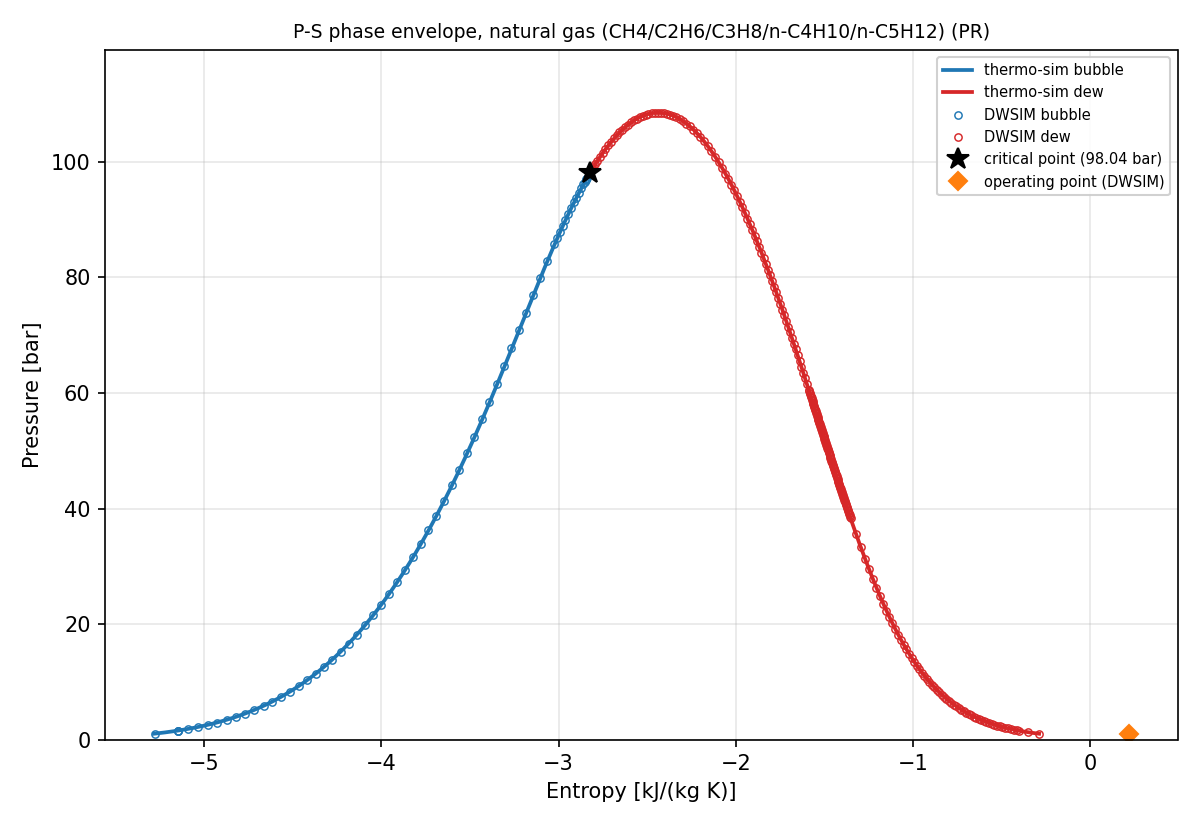 P-S phase envelope, natural gas (CH4/C2H6/C3H8/n-C4H10/n-C5H12) (PR)
thermo-sim bubble
thermo-sim dew
DWSIM bubble
DWSIM dew
critical point (98.04 bar)
operating point (DWSIM)
Pressure [bar]
100
80
60
40
20
0
−5 −4 −3 −2 −1 0
Entropy [kJ/(kg K)]